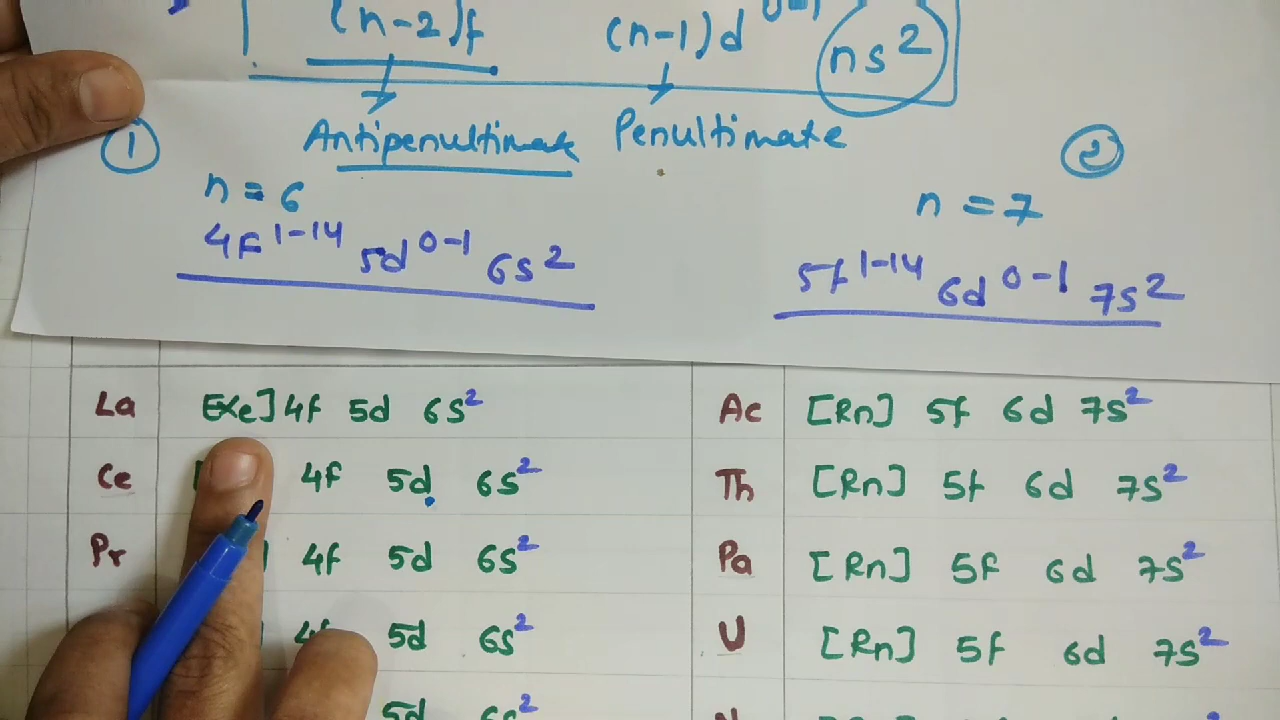 (n-2)f (n-1)d ns²
Antipenultimate Penultimate
① ②
n = 6 n = 7
4f¹⁻¹⁴ 5d⁰⁻¹ 6s² 5f¹⁻¹⁴ 6d⁰⁻¹ 7s²
La [Xe] 4f 5d 6s² Ac [Rn] 5f 6d 7s²
Ce 4f 5d 6s² Th [Rn] 5f 6d 7s²
Pr 4f 5d 6s² Pa [Rn] 5f 6d 7s²
4f 5d 6s² U [Rn] 5f 6d 7s²
5d 6s²